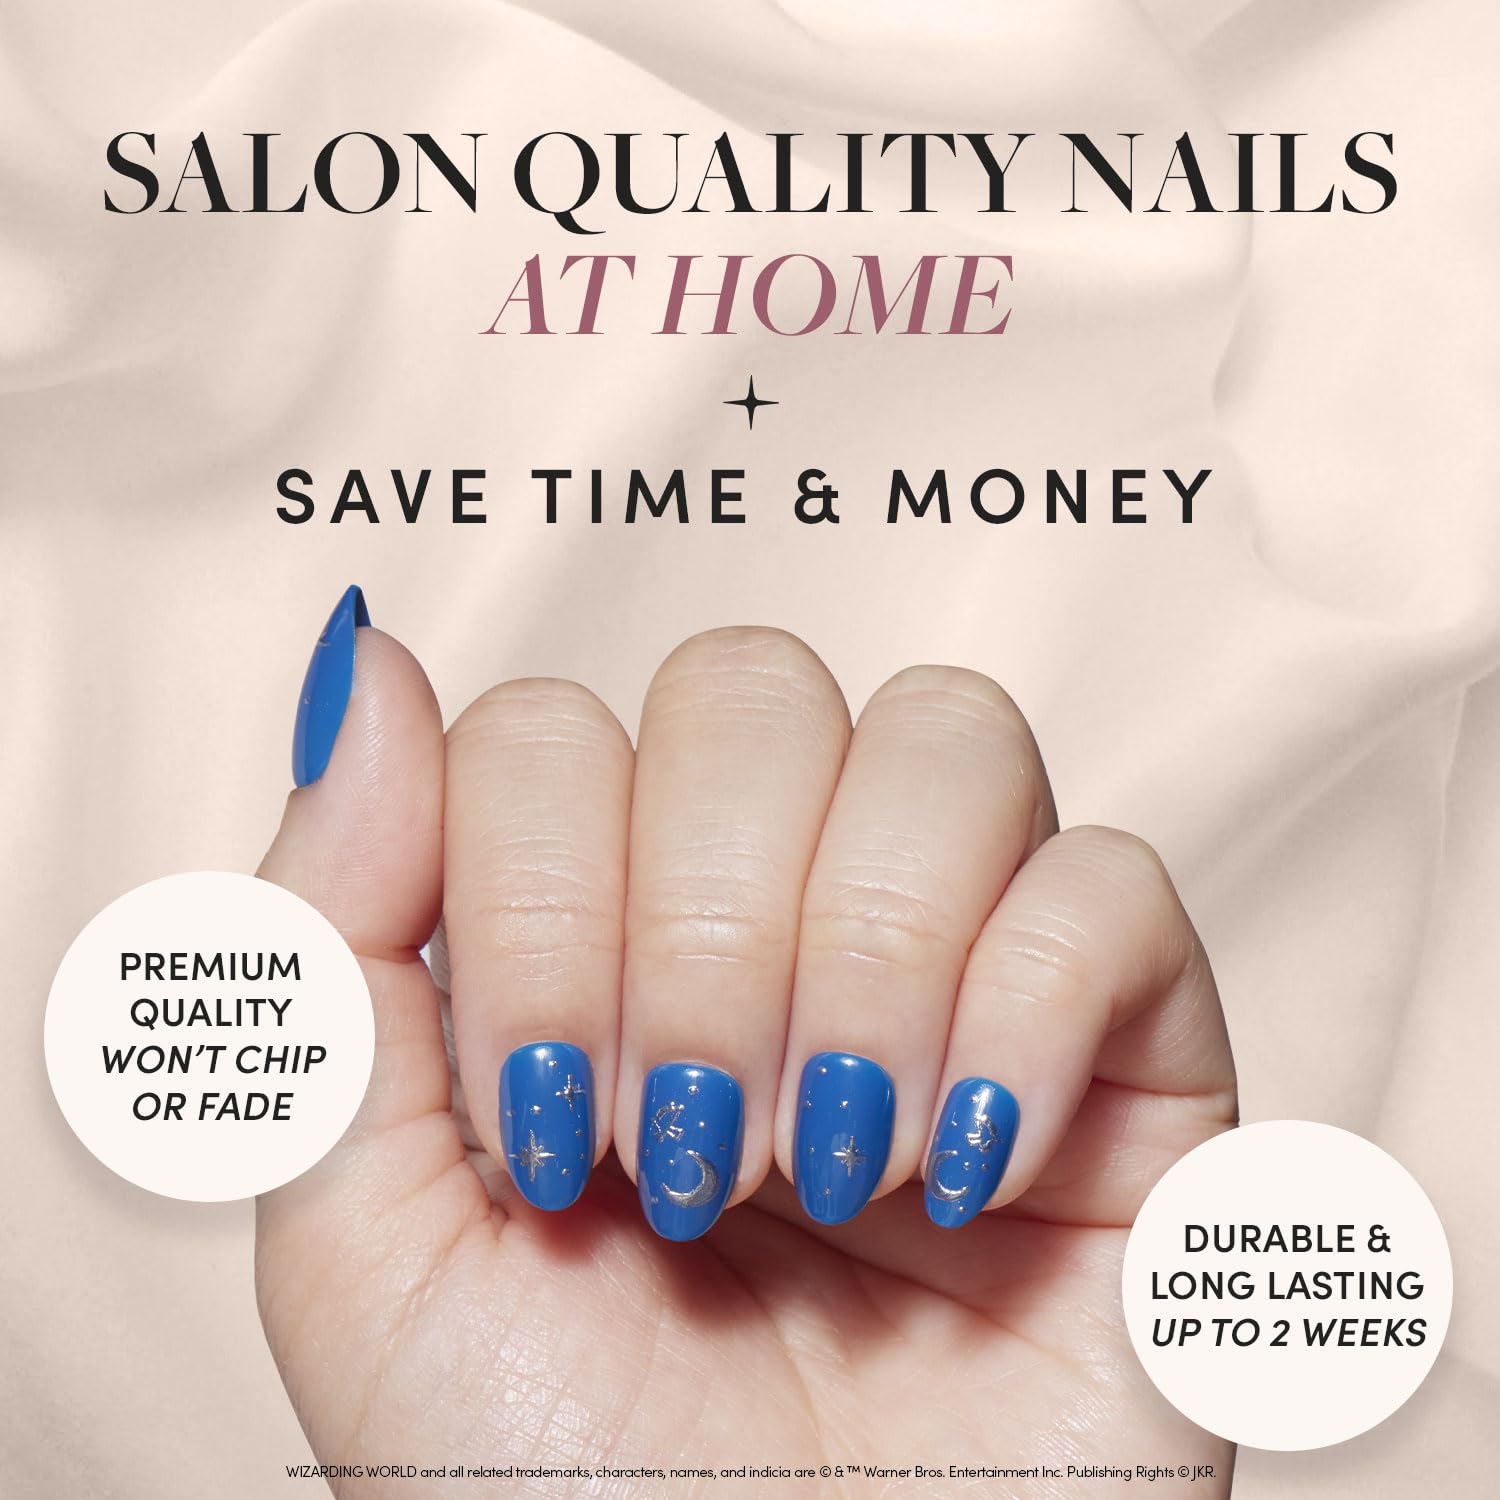 SALON QUALITY NAILS
AT HOME
SAVE TIME & MONEY
PREMIUM
QUALITY
WON'T CHIP
OR FADE
DURABLE &
LONG LASTING
UP TO 2 WEEKS
WIZARDING WORLD and all related trademarks, characters, names, and indicia are © & ™ Warner Bros. Entertainment Inc. Publishing Rights © JKR.